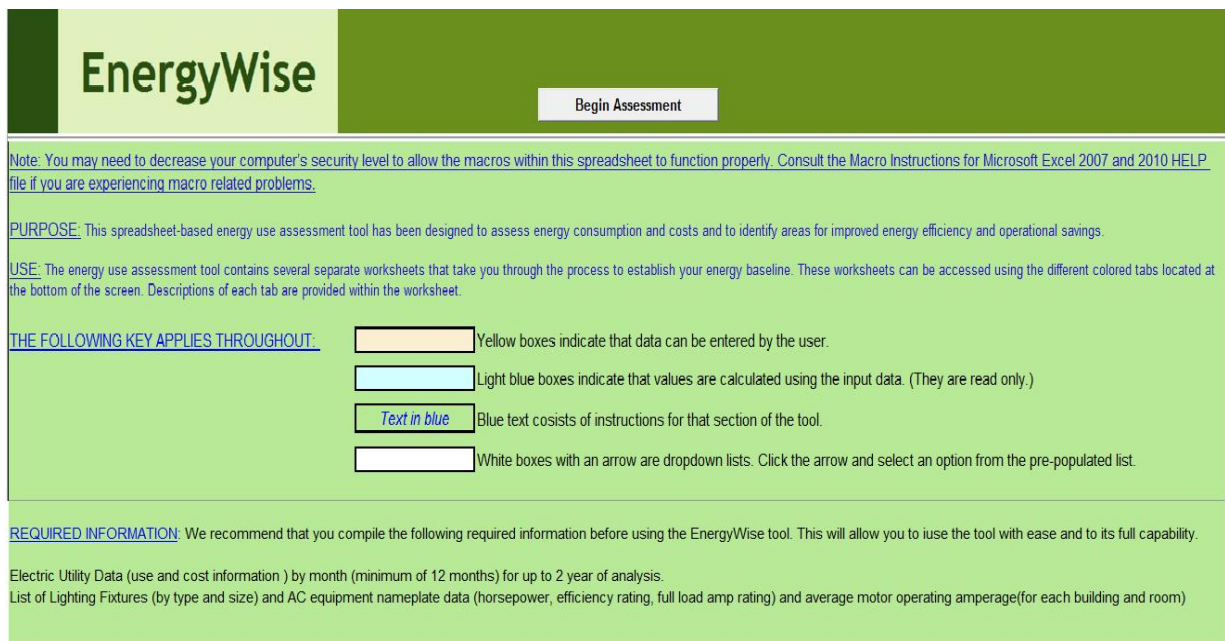 EnergyWise
Begin Assessment
Note: You may need to decrease your computer's security level to allow the macros within this spreadsheet to function properly. Consult the Macro Instructions for Microsoft Excel 2007 and 2010 HELP
file if you are experiencing macro related problems.
PURPOSE: This spreadsheet-based energy use assessment tool has been designed to assess energy consumption and costs and to identify areas for improved energy efficiency and operational savings.
USE: The energy use assessment tool contains several separate worksheets that take you through the process to establish your energy baseline. These worksheets can be accessed using the different colored tabs located at
the bottom of the screen. Descriptions of each tab are provided within the worksheet.
THE FOLLOWING KEY APPLIES THROUGHOUT: Yellow boxes indicate that data can be entered by the user.
Light blue boxes indicate that values are calculated using the input data. (They are read only.)
Text in blue Blue text cosists of instructions for that section of the tool.
White boxes with an arrow are dropdown lists. Click the arrow and select an option from the pre-populated list.
REQUIRED INFORMATION: We recommend that you compile the following required information before using the EnergyWise tool. This will allow you to iuse the tool with ease and to its full capability.
Electric Utility Data (use and cost information ) by month (minimum of 12 months) for up to 2 year of analysis.
List of Lighting Fixtures (by type and size) and AC equipment nameplate data (horsepower, efficiency rating, full load amp rating) and average motor operating amperage(for each building and room)